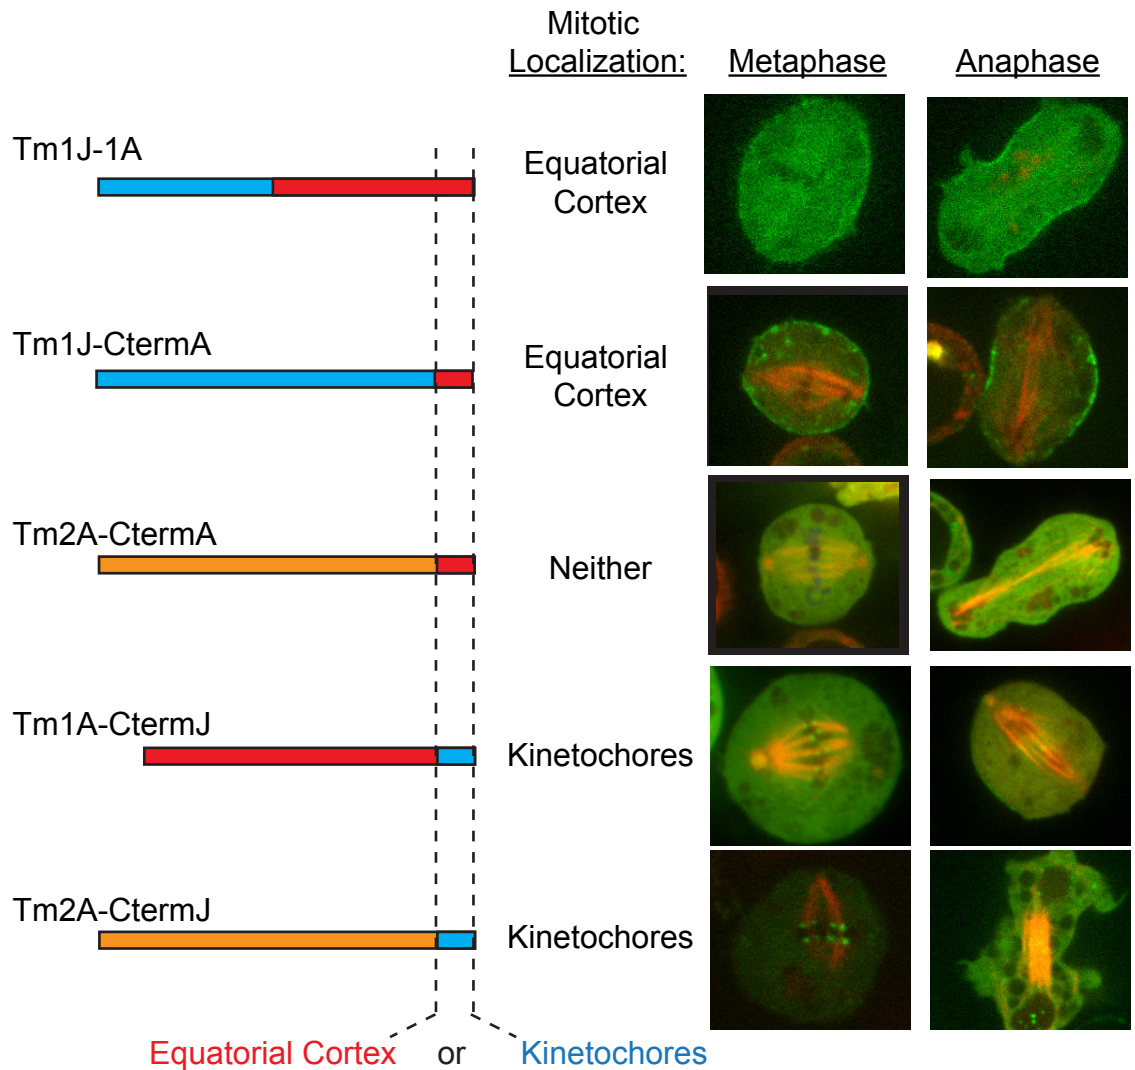 Mitotic
Localization:
Metaphase
Anaphase
Tm1J-1A
Equatorial
Cortex
Tm1J-CtermA
Equatorial
Cortex
Tm2A-CtermA
Neither
Tm1A-CtermJ
Kinetochores
Tm2A-CtermJ
Kinetochores
Equatorial Cortex or Kinetochores